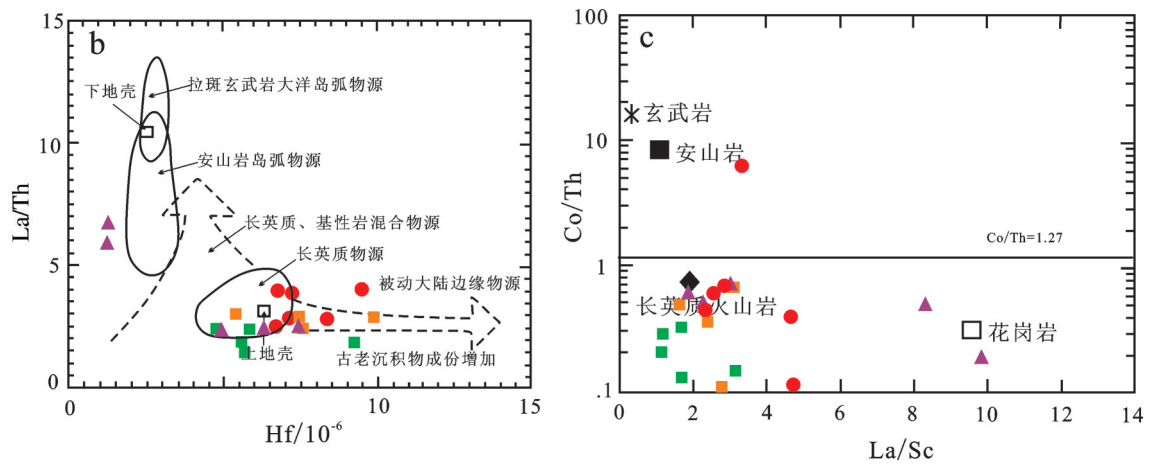 b
La/Th
15
10
5
0
拉斑玄武岩大洋岛弧物源
下地壳
安山岩岛弧物源
长英质、基性岩混合物源
长英质物源
被动大陆边缘物源
上地壳
古老沉积物成份增加
0
5
10
15
Hf/10⁻⁶
c
Co/Th
100
10
1
.1
玄武岩
安山岩
Co/Th=1.27
长英质火山岩
花岗岩
0
2
4
6
8
10
12
14
La/Sc